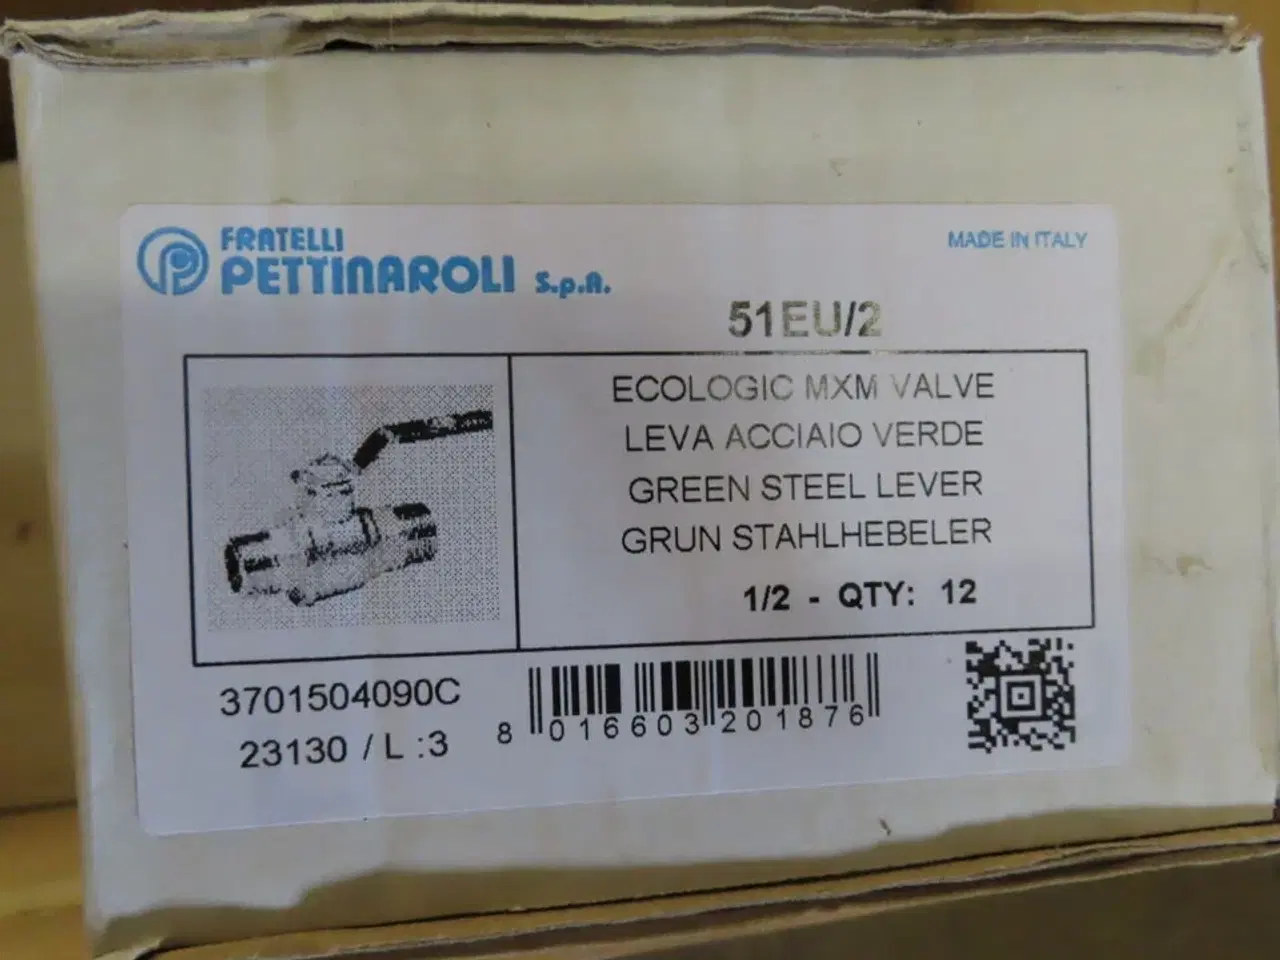 FRATELLI
PETTINAROLI S.p.A.
MADE IN ITALY
51EU/2
ECOLOGIC MXM VALVE
LEVA ACCIAIO VERDE
GREEN STEEL LEVER
GRUN STAHLHEBELER
1/2 - QTY: 12
3701504090C
23130 / L :3
8 016603 201876